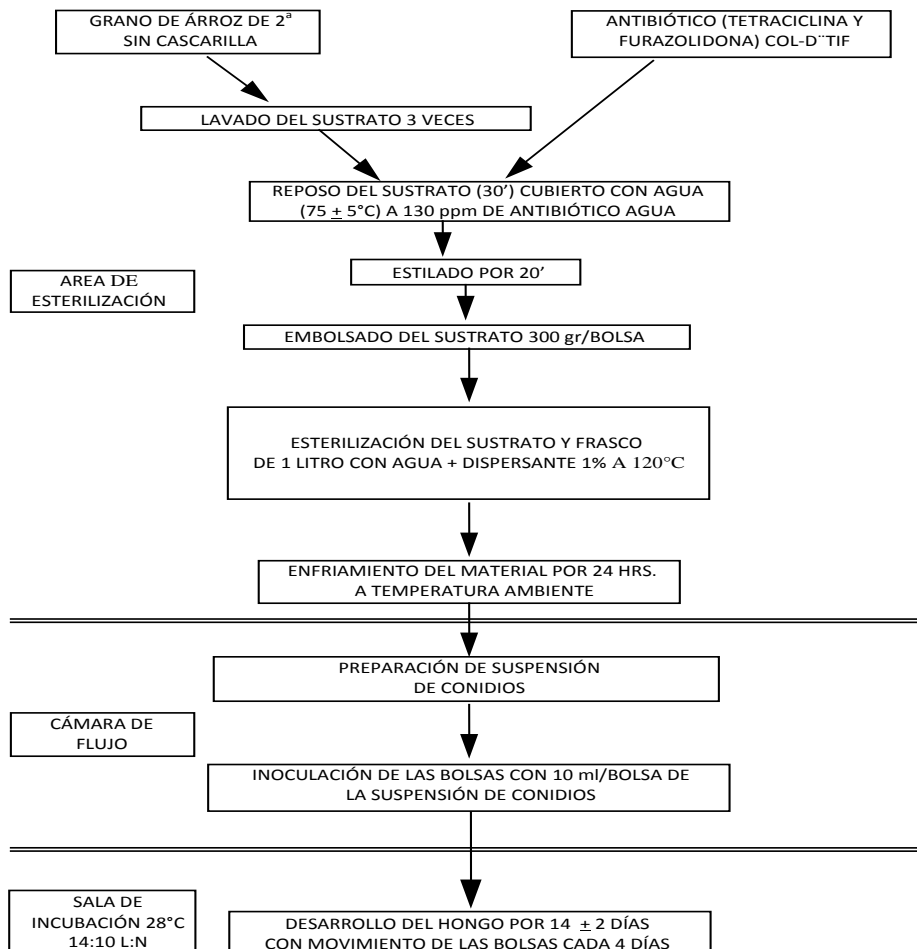 GRANO DE ÁRROZ DE 2ª
SIN CASCARILLA
ANTIBIÓTICO (TETRACICLINA Y
FURAZOLIDONA) COL-D¨TIF
LAVADO DEL SUSTRATO 3 VECES
REPOSO DEL SUSTRATO (30’) CUBIERTO CON AGUA
(75 ± 5°C) A 130 ppm DE ANTIBIÓTICO AGUA
AREA DE
ESTERILIZACIÓN
ESTILADO POR 20’
EMBOLSADO DEL SUSTRATO 300 gr/BOLSA
ESTERILIZACIÓN DEL SUSTRATO Y FRASCO
DE 1 LITRO CON AGUA + DISPERSANTE 1% A 120°C
ENFRIAMIENTO DEL MATERIAL POR 24 HRS.
A TEMPERATURA AMBIENTE
PREPARACIÓN DE SUSPENSIÓN
DE CONIDIOS
CÁMARA DE
FLUJO
INOCULACIÓN DE LAS BOLSAS CON 10 ml/BOLSA DE
LA SUSPENSIÓN DE CONIDIOS
SALA DE
INCUBACIÓN 28°C
14:10 L:N
DESARROLLO DEL HONGO POR 14 ± 2 DÍAS
CON MOVIMIENTO DE LAS BOLSAS CADA 4 DÍAS